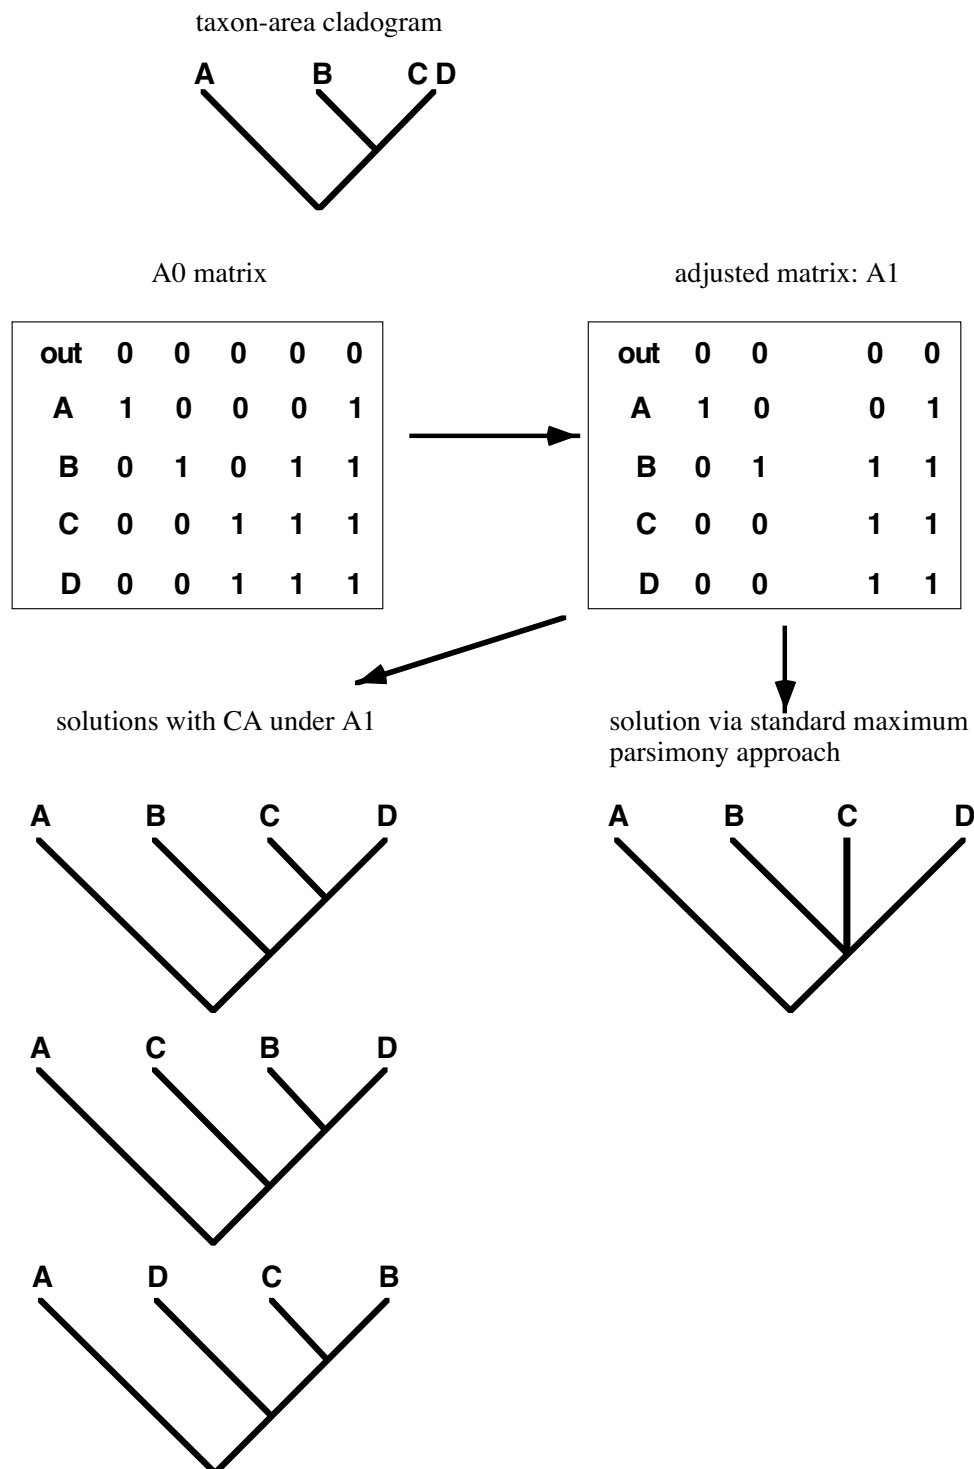 taxon-area cladogram
A B C D
A0 matrix adjusted matrix: A1
out 0 0 0 0 0 out 0 0 0 0
A 1 0 0 0 1 A 1 0 0 1
B 0 1 0 1 1 B 0 1 1 1
C 0 0 1 1 1 C 0 0 1 1
D 0 0 1 1 1 D 0 0 1 1
solutions with CA under A1
solution via standard maximum
parsimony approach
A B C D A B C D
A C B D
A D C B